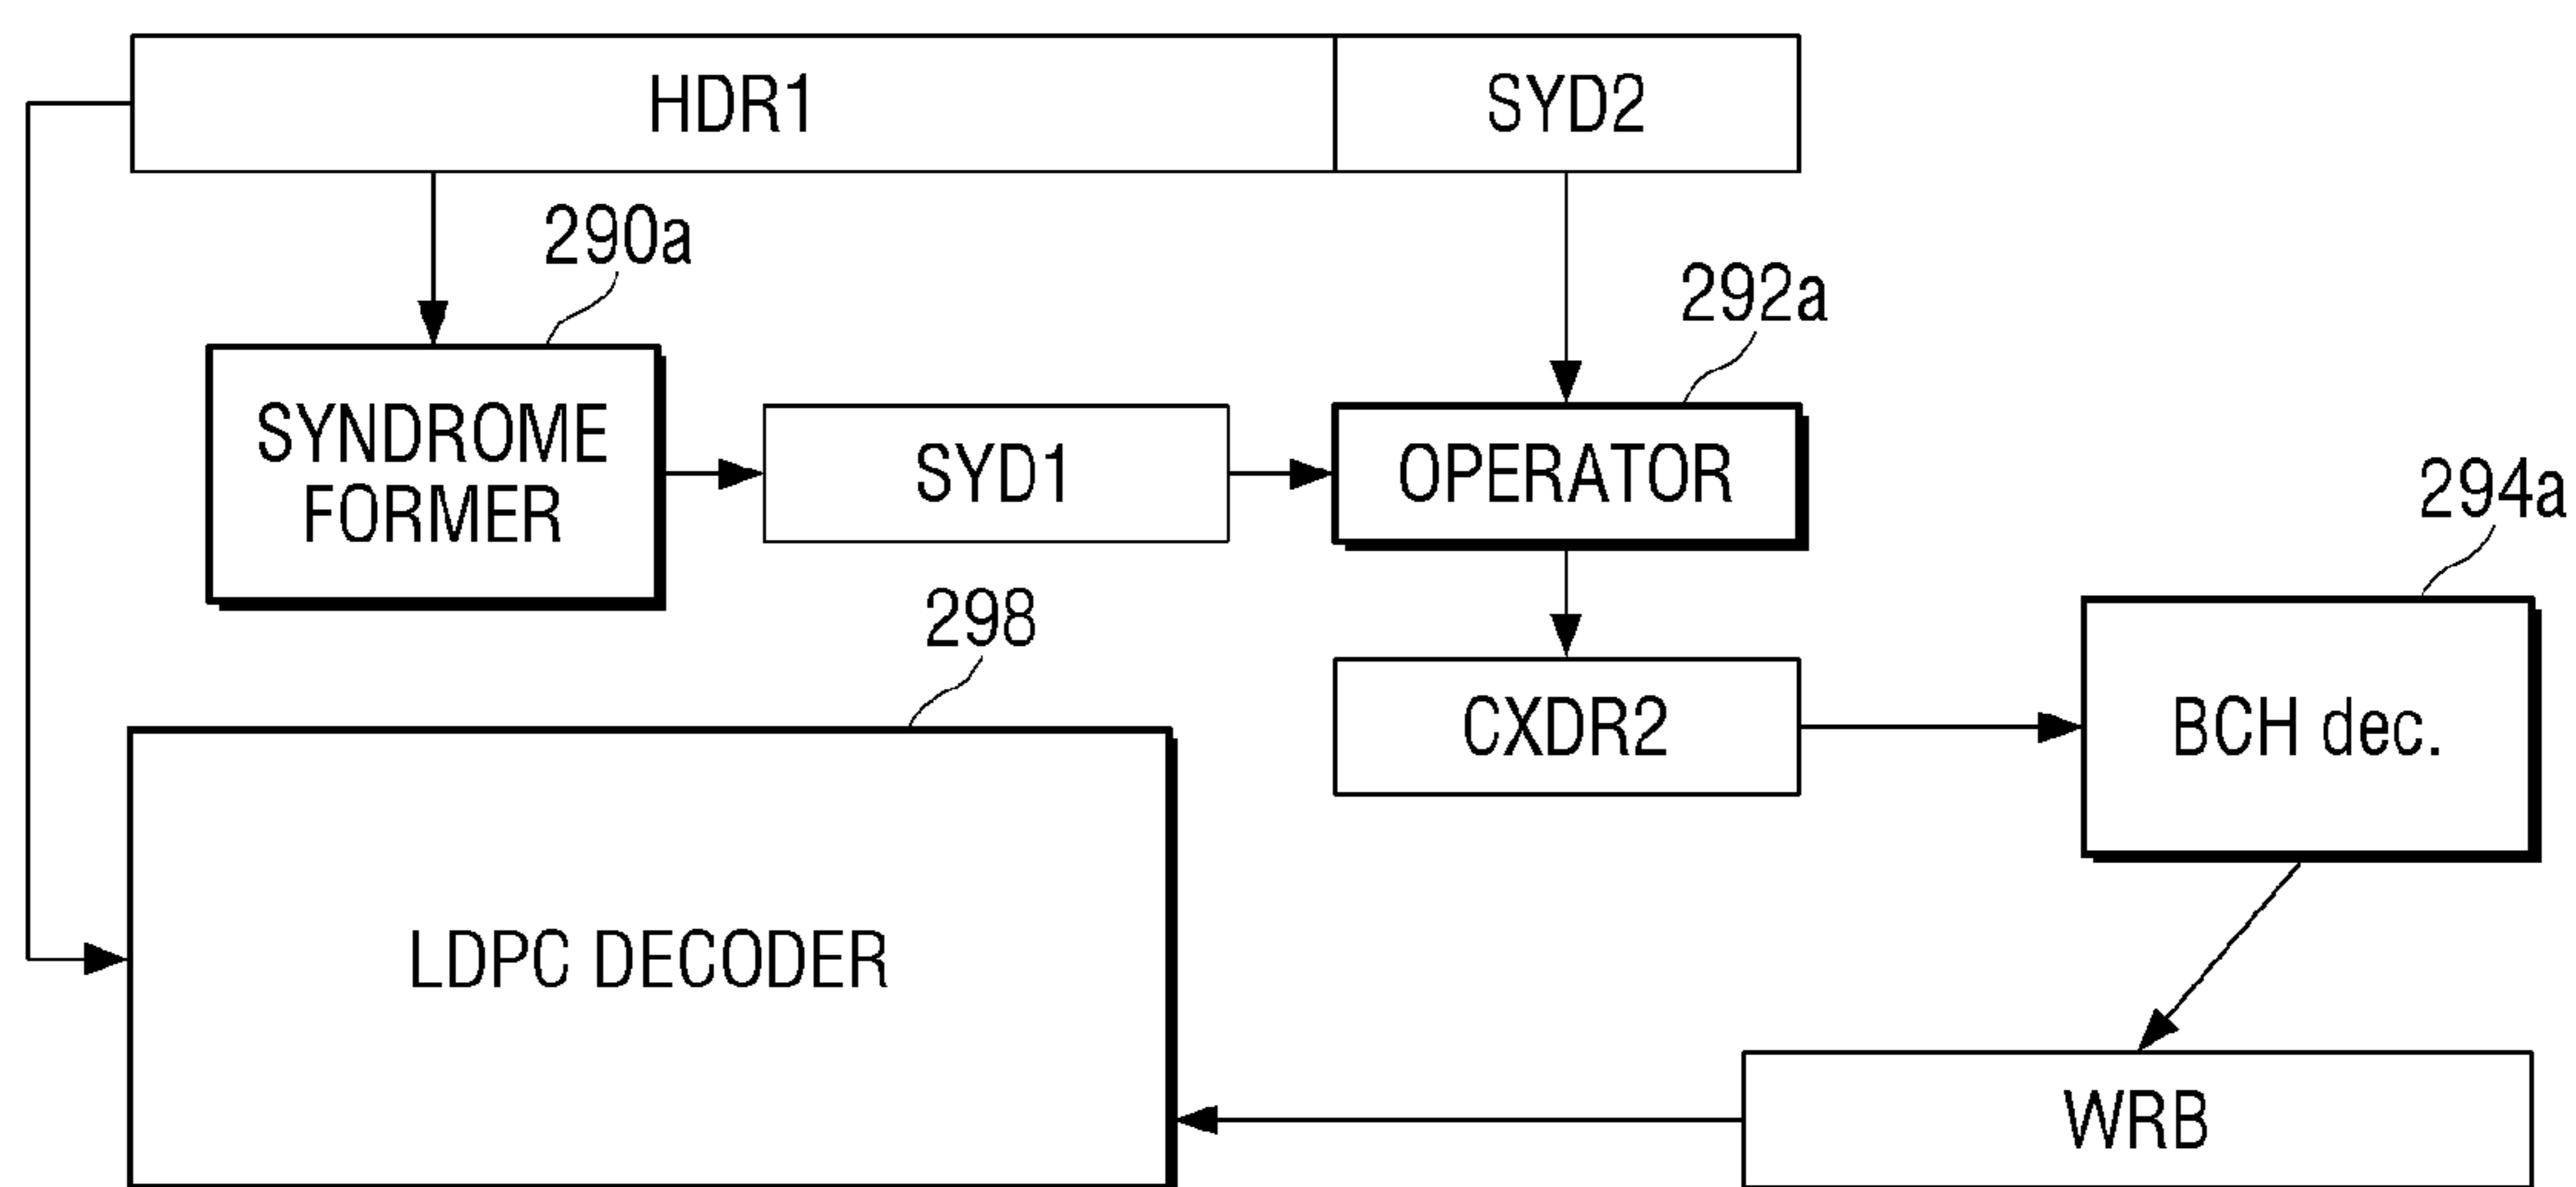 HDR1
SYD2
290a
292a
SYNDROME
FORMER
SYD1
OPERATOR
294a
298
CXDR2
BCH dec.
LDPC DECODER
WRB